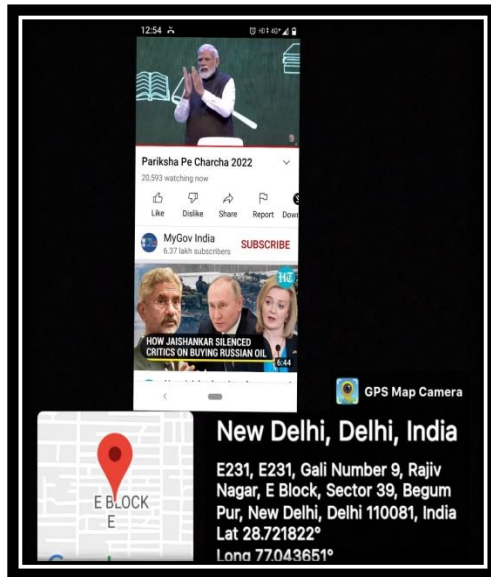 12:54
HD 4G+
Pariksha Pe Charcha 2022
20,593 watching now
Like Dislike Share Report Down
MyGov India
6.37 lakh subscribers
SUBSCRIBE
HT
HOW JAISHANKAR SILENCED
CRITICS ON BUYING RUSSIAN OIL
6:44
GPS Map Camera
New Delhi, Delhi, India
E231, E231, Gali Number 9, Rajiv
Nagar, E Block, Sector 39, Begum
Pur, New Delhi, Delhi 110081, India
Lat 28.721822°
Long 77.043651°
E BLOCK
E